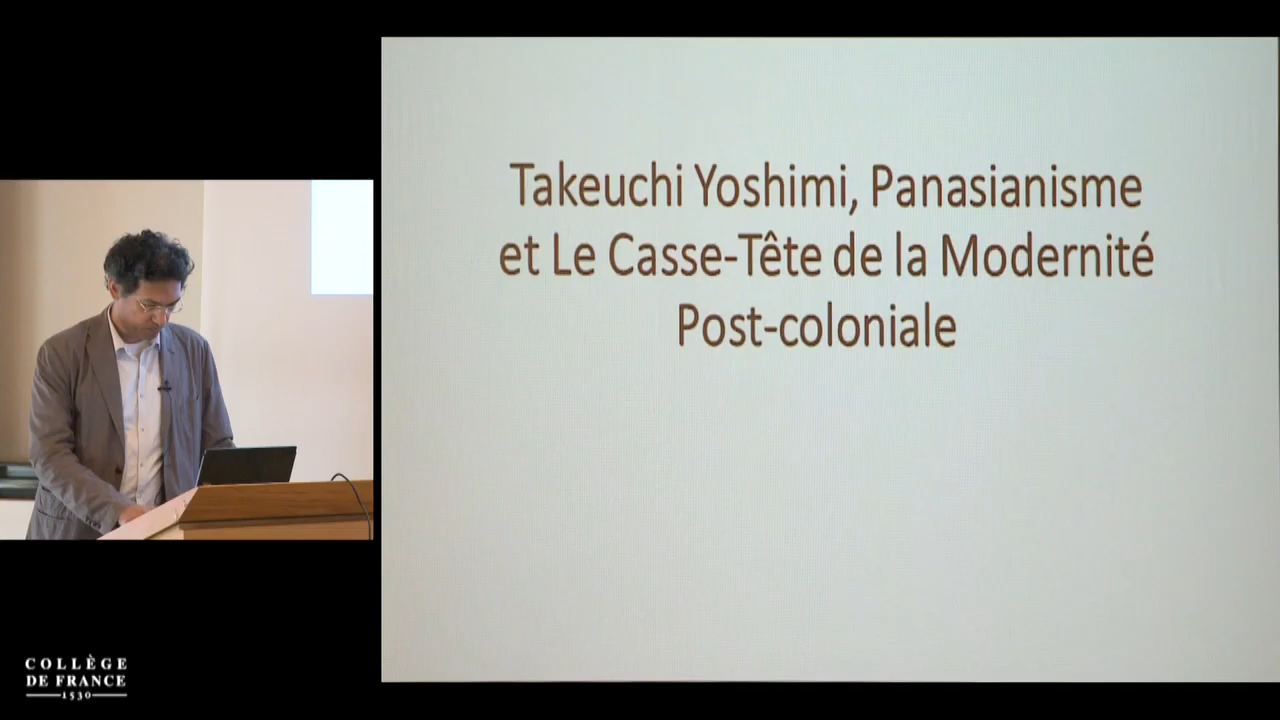 Takeuchi Yoshimi, Panasianisme
et Le Casse-Tête de la Modernité
Post-coloniale
COLLÈGE
DE FRANCE
1530